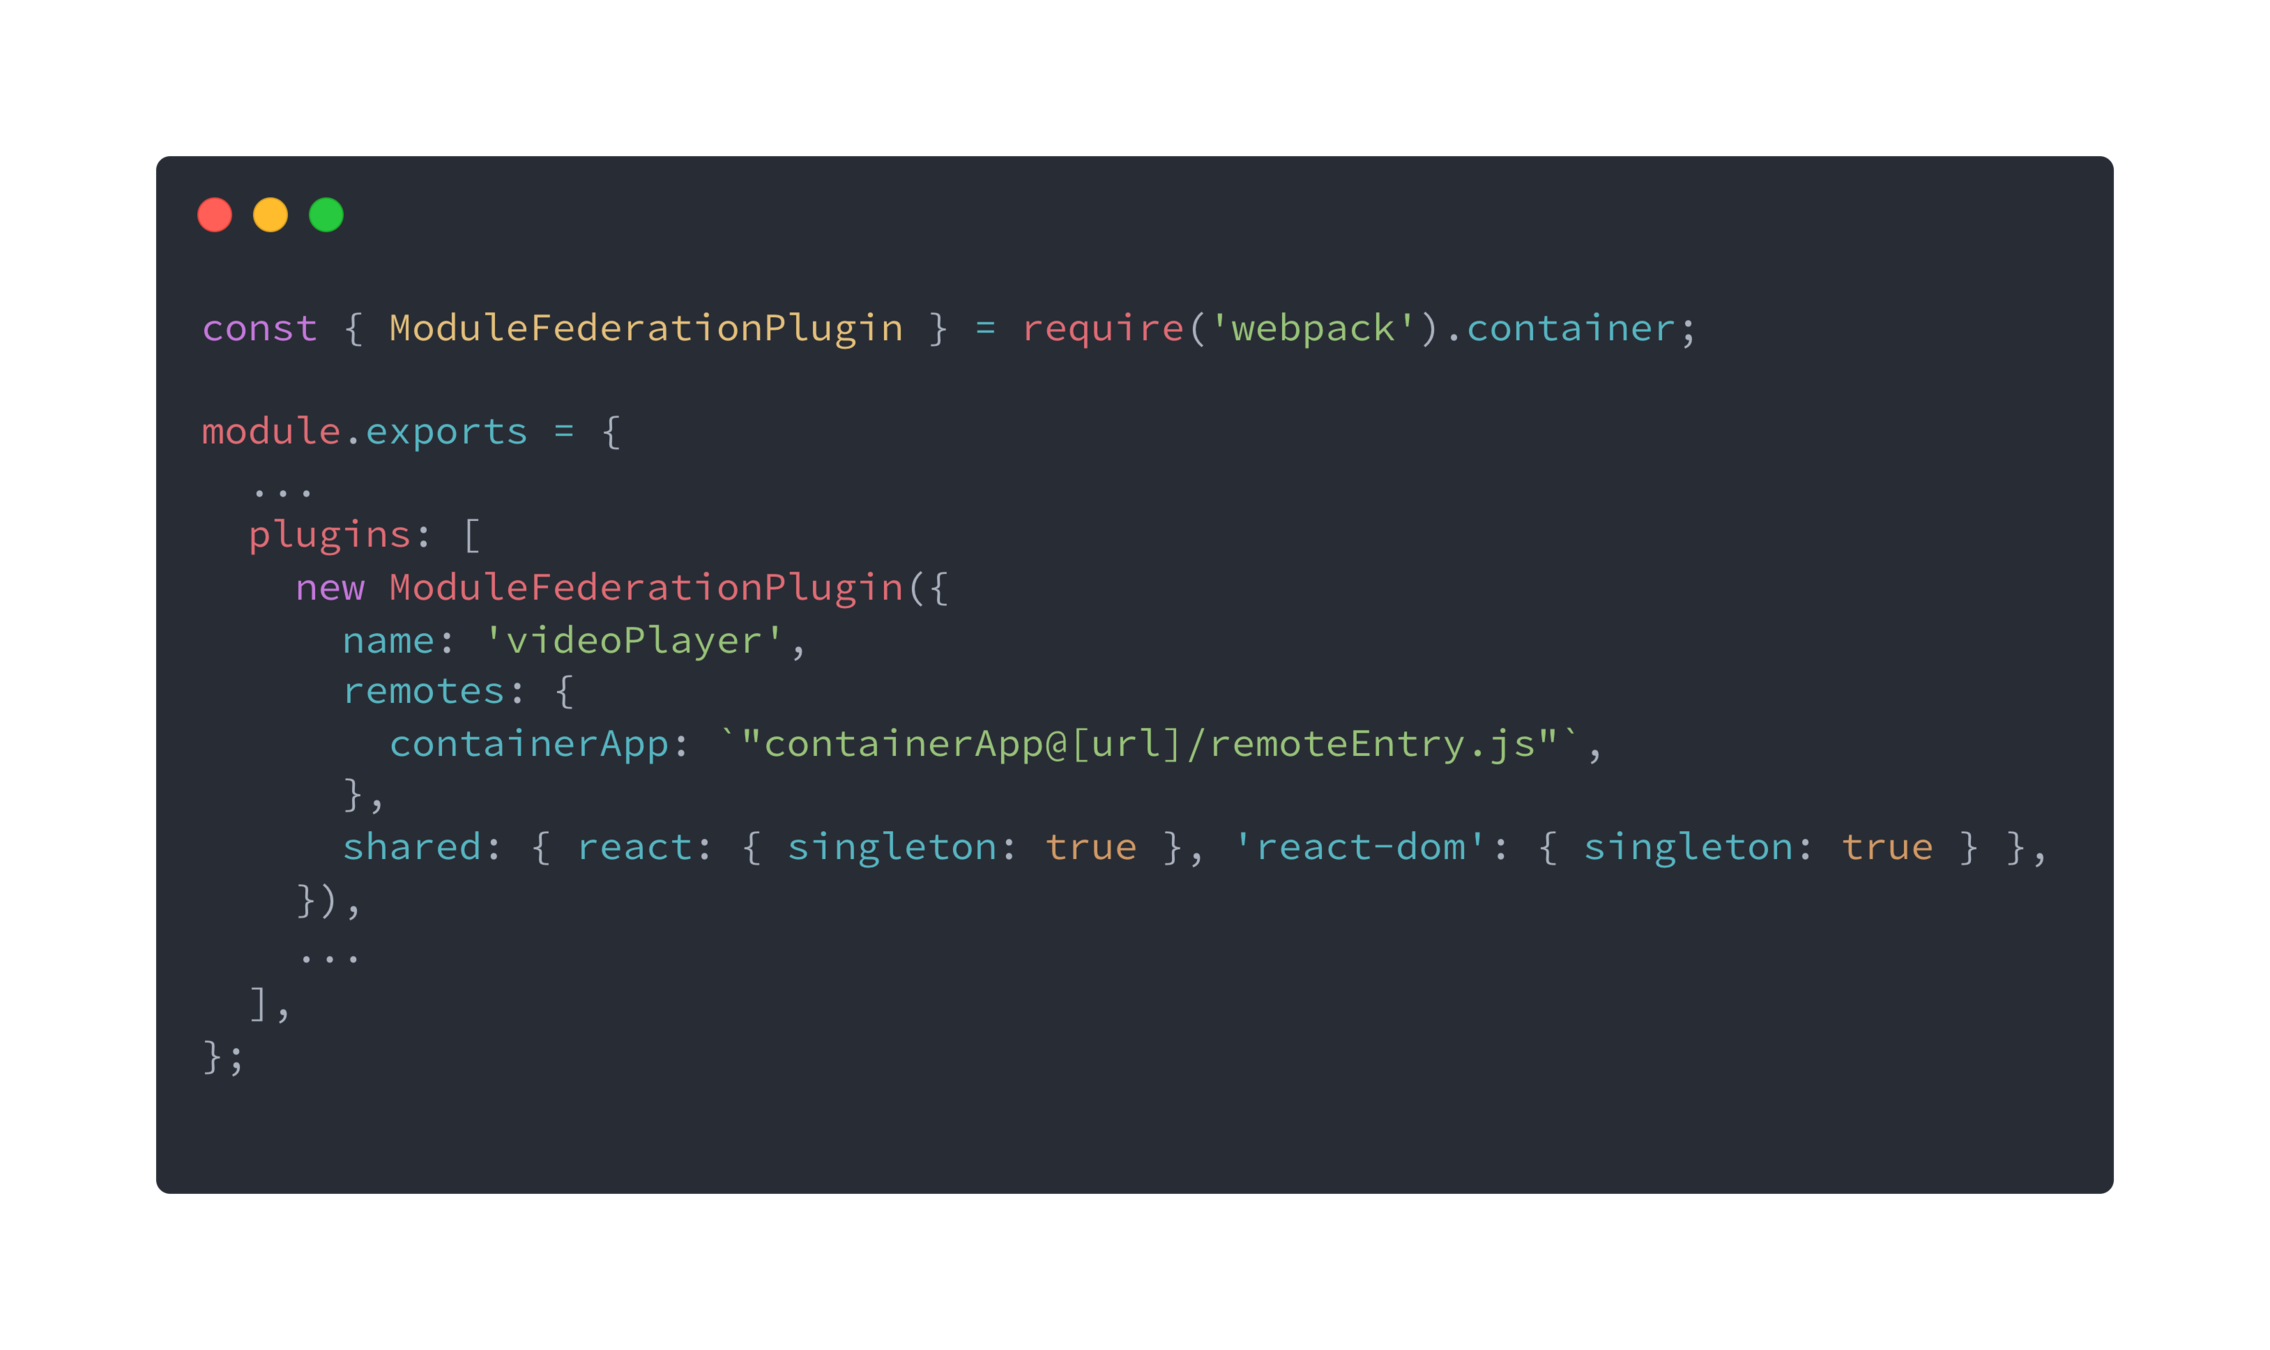 const { ModuleFederationPlugin } = require('webpack').container;

module.exports = {
  ...
  plugins: [
    new ModuleFederationPlugin({
      name: 'videoPlayer',
      remotes: {
        containerApp: `"containerApp@[url]/remoteEntry.js"`,
      },
      shared: { react: { singleton: true }, 'react-dom': { singleton: true } },
    }),
    ...
  ],
};